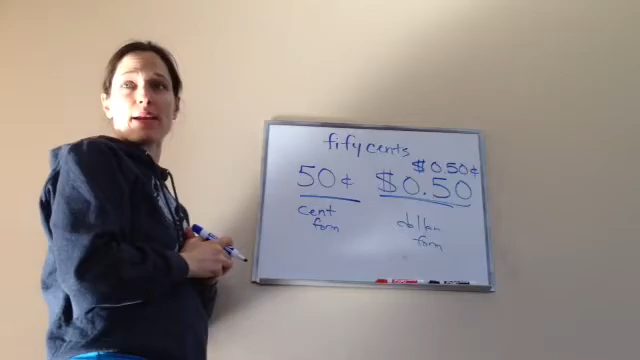 fify cents
$0.50¢
50¢ $0.50
cent dollar
form form